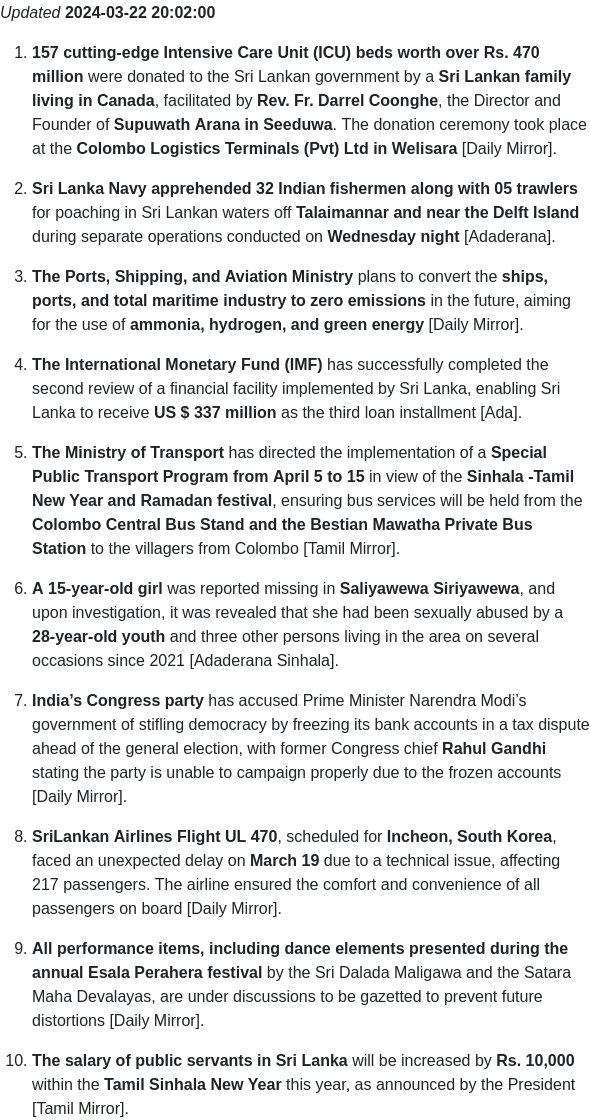 Updated 2024-03-22 20:02:00
1. 157 cutting-edge Intensive Care Unit (ICU) beds worth over Rs. 470
million were donated to the Sri Lankan government by a Sri Lankan family
living in Canada, facilitated by Rev. Fr. Darrel Coonghe, the Director and
Founder of Supuwath Arana in Seeduwa. The donation ceremony took place
at the Colombo Logistics Terminals (Pvt) Ltd in Welisara [Daily Mirror].
2. Sri Lanka Navy apprehended 32 Indian fishermen along with 05 trawlers
for poaching in Sri Lankan waters off Talaimannar and near the Delft Island
during separate operations conducted on Wednesday night [Adaderana].
3. The Ports, Shipping, and Aviation Ministry plans to convert the ships,
ports, and total maritime industry to zero emissions in the future, aiming
for the use of ammonia, hydrogen, and green energy [Daily Mirror].
4. The International Monetary Fund (IMF) has successfully completed the
second review of a financial facility implemented by Sri Lanka, enabling Sri
Lanka to receive US $ 337 million as the third loan installment [Ada].
5. The Ministry of Transport has directed the implementation of a Special
Public Transport Program from April 5 to 15 in view of the Sinhala -Tamil
New Year and Ramadan festival, ensuring bus services will be held from the
Colombo Central Bus Stand and the Bestian Mawatha Private Bus
Station to the villagers from Colombo [Tamil Mirror].
6. A 15-year-old girl was reported missing in Saliyawewa Siriyawewa, and
upon investigation, it was revealed that she had been sexually abused by a
28-year-old youth and three other persons living in the area on several
occasions since 2021 [Adaderana Sinhala].
7. India's Congress party has accused Prime Minister Narendra Modi's
government of stifling democracy by freezing its bank accounts in a tax dispute
ahead of the general election, with former Congress chief Rahul Gandhi
stating the party is unable to campaign properly due to the frozen accounts
[Daily Mirror].
8. SriLankan Airlines Flight UL 470, scheduled for Incheon, South Korea,
faced an unexpected delay on March 19 due to a technical issue, affecting
217 passengers. The airline ensured the comfort and convenience of all
passengers on board [Daily Mirror].
9. All performance items, including dance elements presented during the
annual Esala Perahera festival by the Sri Dalada Maligawa and the Satara
Maha Devalayas, are under discussions to be gazetted to prevent future
distortions [Daily Mirror].
10. The salary of public servants in Sri Lanka will be increased by Rs. 10,000
within the Tamil Sinhala New Year this year, as announced by the President
[Tamil Mirror].